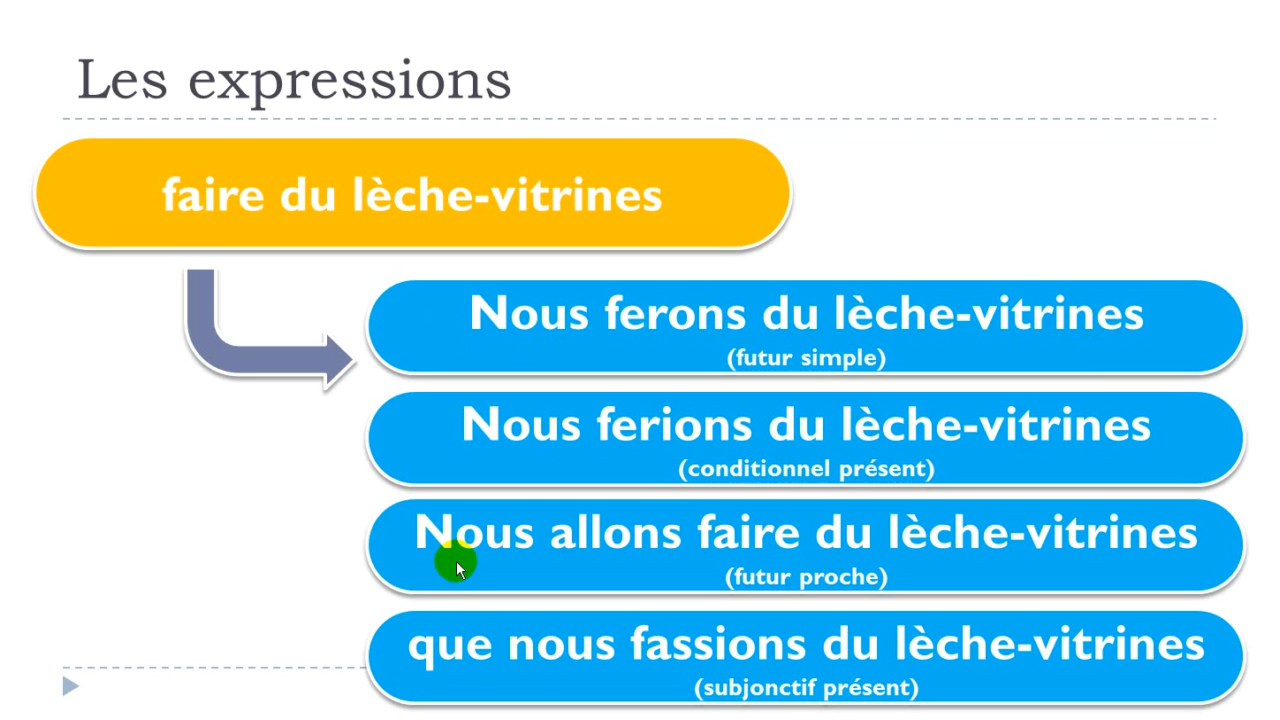 Les expressions
faire du lèche-vitrines
Nous ferons du lèche-vitrines
(futur simple)
Nous ferions du lèche-vitrines
(conditionnel présent)
Nous allons faire du lèche-vitrines
(futur proche)
que nous fassions du lèche-vitrines
(subjonctif présent)